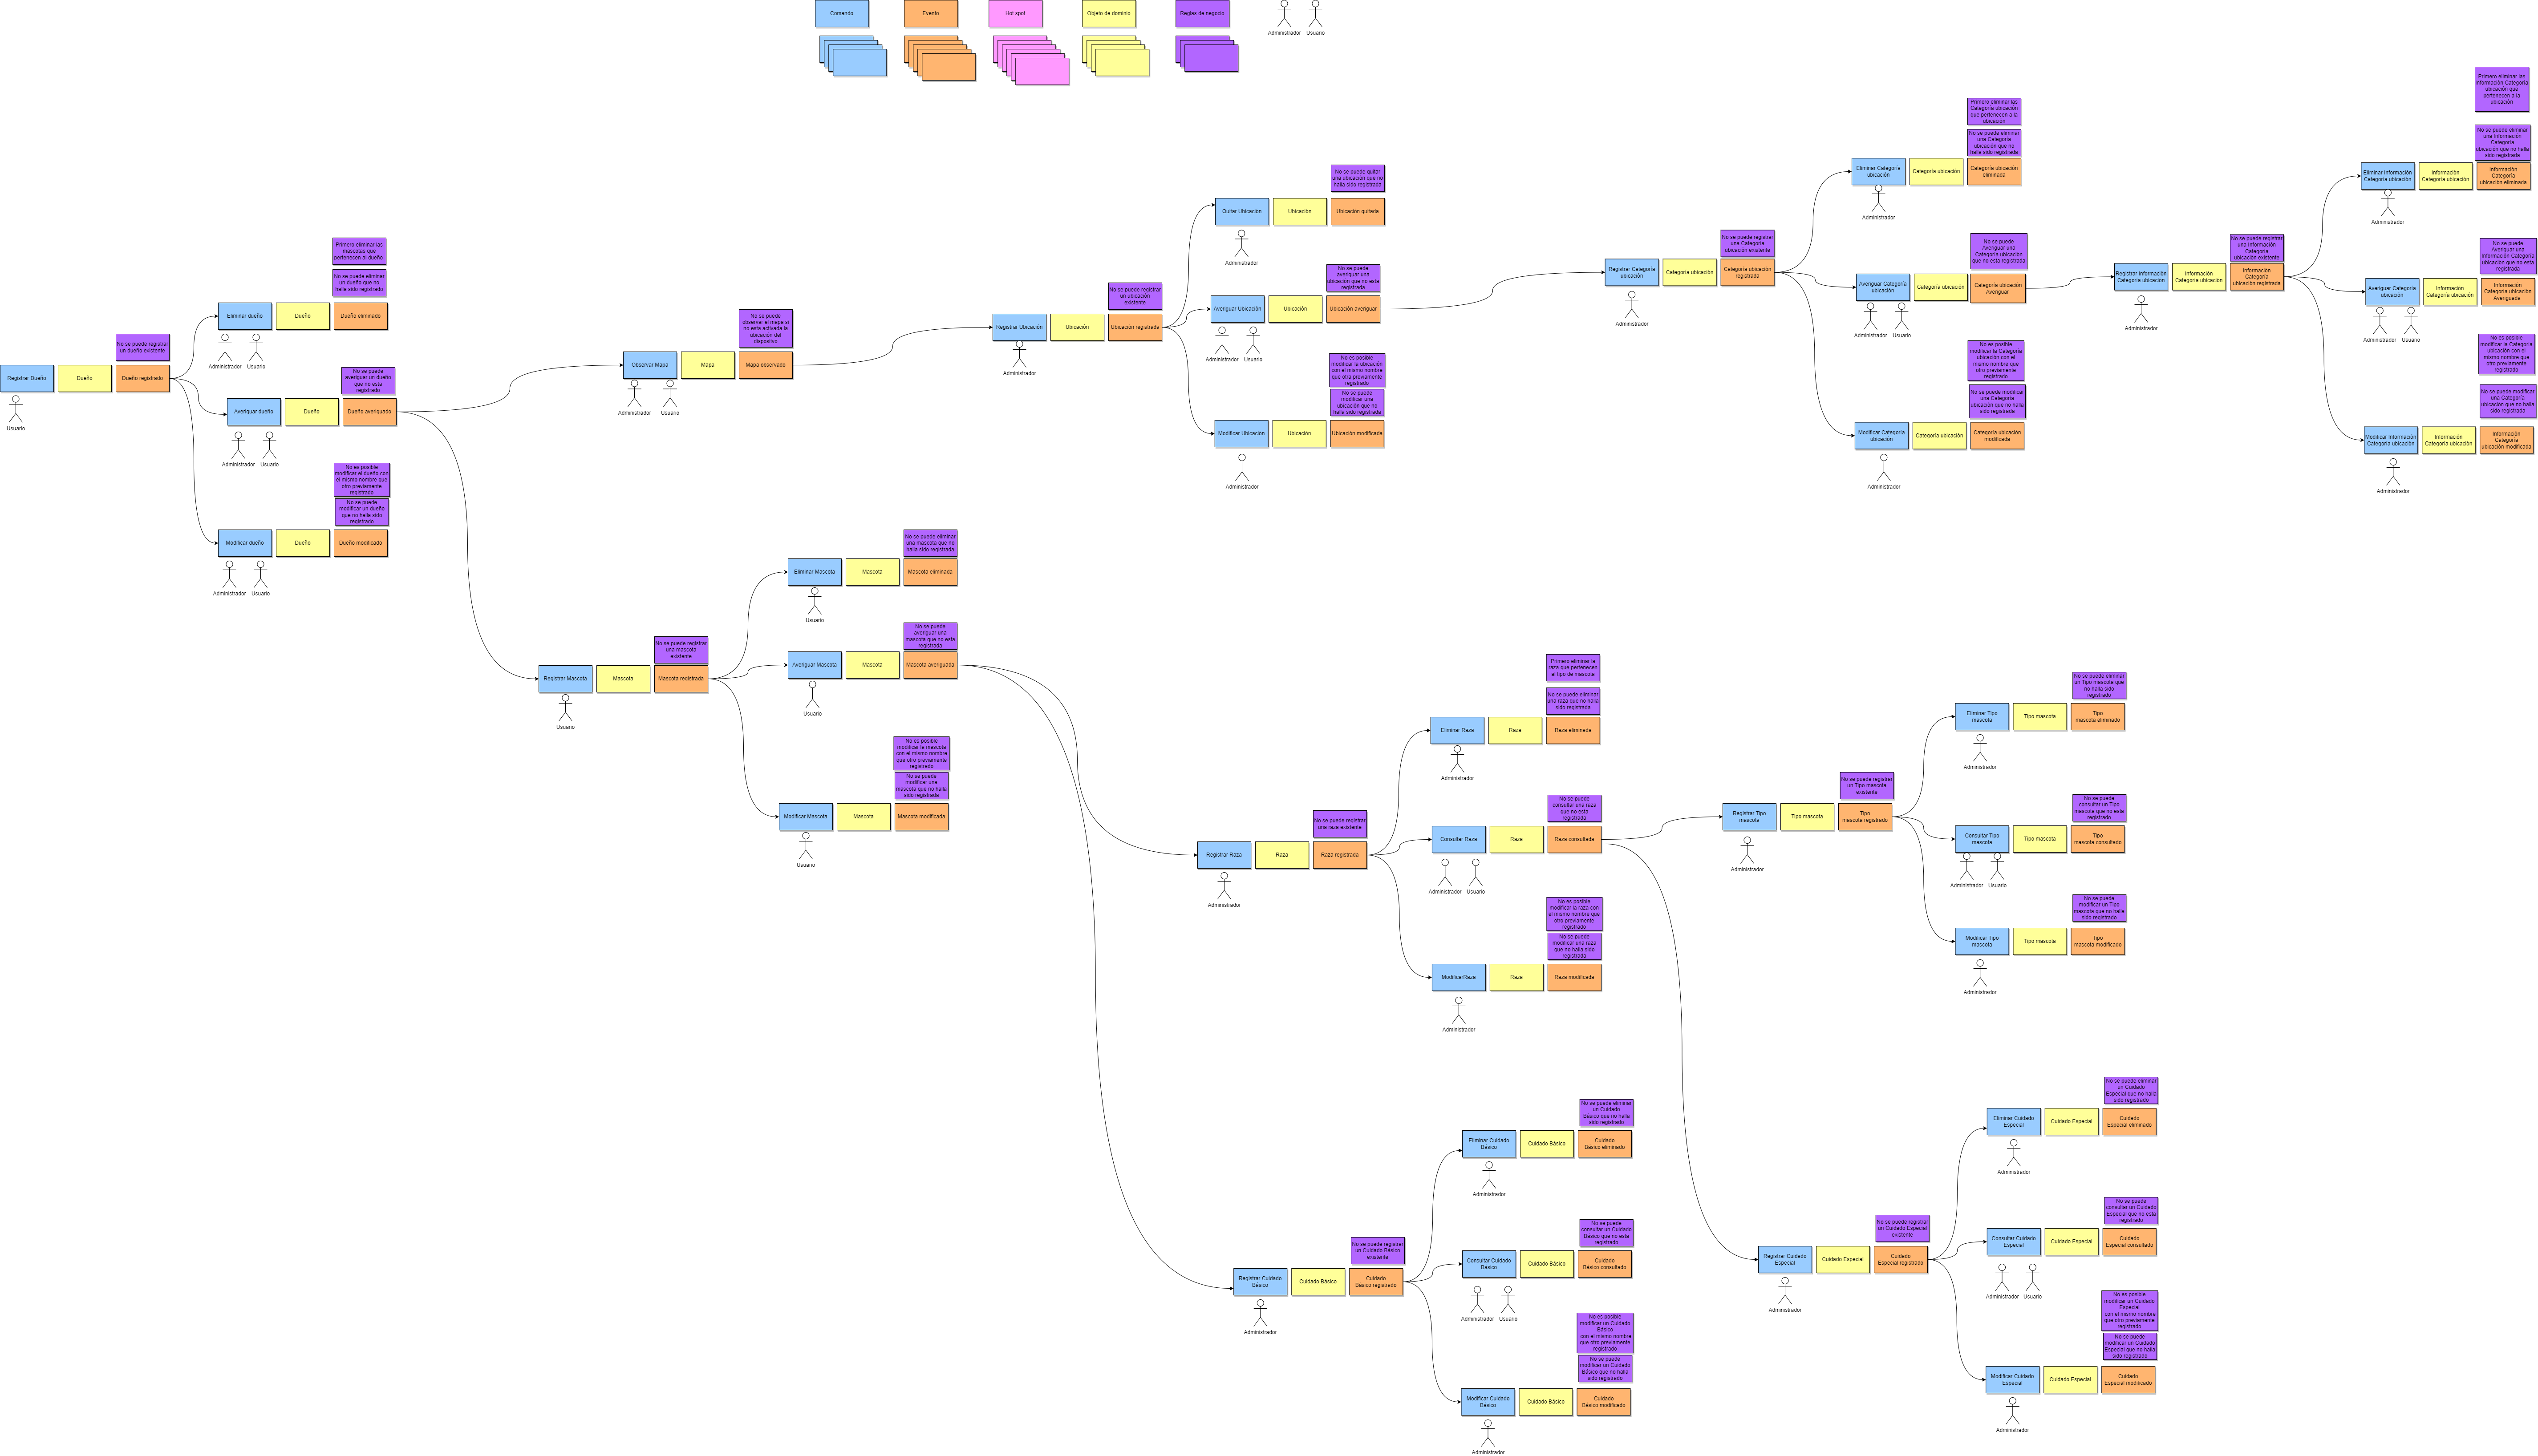 Comando
Evento
Hot spot
Objeto de domino
Reglas de negocio
Administrador
Usuario
Primero eliminar las
Información Categoría
ubicación que
pertenecen a la
ubicación
Primero eliminar las
Categoría ubicación
que pertenecen a la
ubicación
No se puede eliminar
una Información
Categoría
ubicación que no halla
sido registrada
No se puede eliminar
una Categoría
ubicación que no
halla sido registrada
Eliminar Categoría
ubicación
Categoría ubicación
Categoría ubicación
eliminada
Administrador
Eliminar Información
Categoría ubicación
Información
Categoría ubicación
Información
Categoría
ubicación eliminada
Administrador
No se puede quitar
una ubicación que no
halla sido registrada
Quitar Ubicación
Ubicación
Ubicación quitada
Administrador
No se puede registrar
una Categoría
ubicación existente
Registrar Categoría
ubicación
Categoría ubicación
Categoría ubicación
registrada
Administrador
No se puede
Averiguar una
Categoría ubicación
que no esta registrada
Averiguar Categoría
ubicación
Categoría ubicación
Categoría ubicación
Averiguar
Administrador
Usuario
No se puede registrar
una Información
Categoría
ubicación existente
Registrar Información
Categoría ubicación
Información
Categoría ubicación
Información
Categoría
ubicación registrada
Administrador
No se puede
Averiguar una
Información Categoría
ubicación que no esta
registrada
Averiguar Categoría
ubicación
Información
Categoría ubicación
Información
Categoría ubicación
Averiguada
Administrador
Usuario
No se puede
averiguar una
ubicación que no esta
registrada
Averiguar Ubicación
Ubicación
Ubicación averiguar
Administrador
Usuario
No se puede registrar
un ubicación
existente
Registrar Ubicación
Ubicación
Ubicación registrada
Administrador
No se puede
observar el mapa si
no esta activada la
ubicación del
dispositio
Observar Mapa
Mapa
Mapa observado
Administrador
Usuario
Primero eliminar las
mascotas que
pertenecen al dueño
No se puede eliminar
un dueño que no
halla sido registrado
Eliminar dueño
Dueño
Dueño eliminado
Administrador
Usuario
No se puede registrar
un dueño existente
Registrar Dueño
Dueño
Dueño registrado
Usuario
No se puede
averiguar un dueño
que no este
registrado
Averiguar dueño
Dueño
Dueño averiguado
Administrador
Usuario
No es posible
modificar la ubicación
con el mismo nombre
que otra previamente
registrado
No se puede
modificar una
ubicación que no
halla sido registrada
Modificar Ubicación
Ubicación
Ubicación modificada
Administrador
No es posible
modificar la Categoría
ubicación con el
mismo nombre que
otro previamente
registrado
No se puede modificar
una Categoría
ubicación que no halla
sido registrada
Modificar Categoría
ubicación
Categoría ubicación
Categoría ubicación
modificada
Administrador
No es posible
modificar la Categoría
ubicación con el
mismo nombre que
otro previamente
registrado
No se puede modificar
una Categoría
ubicación que no halla
sido registrada
Modificar Información
Categoría ubicación
Información
Categoría ubicación
Información
Categoría
ubicación modificada
Administrador
No es posible
modificar el dueño con
el mismo nombre que
otro previamente
registrado
No se puede
modificar un dueño
que no halla sido
registrado
Modificar dueño
Dueño
Dueño modificado
Administrador
Usuario
No se puede eliminar
una mascota que no
halla sido registrada
Eliminar Mascota
Mascota
Mascota eliminada
Usuario
No se puede registrar
una mascota
existente
Registrar Mascota
Mascota
Mascota registrada
Usuario
No se puede
averiguar una
mascota que no esta
registrada
Averiguar Mascota
Mascota
Mascota averiguada
Usuario
No es posible
modificar la mascota
con el mismo nombre
que otro previamente
registrado
No se puede
modificar una
mascota que no halla
sido registrada
Modificar Mascota
Mascota
Mascota modificada
Usuario
Primero eliminar la
raza que pertenecen
al tipo de mascote
No se puede eliminar
una raza que no halla
sido registrada
Eliminar Raza
Raza
Raza eliminada
Administrador
No se puede registrar
una raza existente
Registrar Raza
Raza
Raza registrada
Administrador
No se puede
consultar una raza
que no esta
registrada
Consultar Raza
Raza
Raza consultada
Administrador
Usuario
No es posible
modificar la raza con
el mismo nombre que
otro previamente
registrado
No se puede
modificar una raza
que no halla sido
registrada
ModificarRaza
Raza
Raza modificada
Administrador
No se puede eliminar
un Tipo mascota que
no halla sido
registrado
Eliminar Tipo
mascota
Tipo mascota
Tipo
mascota eliminado
Administrador
No se puede registrar
un Tipo mascota
existente
Registrar Tipo
mascota
Tipo mascota
Tipo
mascota registrado
Administrador
No se puede
consultar un Tipo
mascota que no esta
registrado
Consultar Tipo
mascota
Tipo mascota
Tipo
mascota consultado
Administrador
Usuario
No se puede
modificar un Tipo
mascota que no halla
sido registrado
Modificar Tipo
mascota
Tipo mascota
Tipo
mascota modificado
Administrador
No se puede eliminar
un Cuidado
Básico que no halla
sido registrado
Eliminar Cuidado
Básico
Cuidado Básico
Cuidado
Básico eliminado
Administrador
No se puede registrar
un Cuidado Básico
existente
Registrar Cuidado
Básico
Cuidado Básico
Cuidado
Básico registrado
Administrador
No se puede
consultar un Cuidado
Básico que no esta
registrado
Consultar Cuidado
Básico
Cuidado Básico
Cuidado
Básico consultado
Administrador
Usuario
No es posible
modificar un Cuidado
Básico
con el mismo nombre
que otro previamente
registrado
No se puede
modificar un Cuidado
Básico que no halla
sido registrado
Modificar Cuidado
Básico
Cuidado Básico
Cuidado
Básico modificado
Administrador
No se puede eliminar
un Cuidado
Especial que no halla
sido registrado
Eliminar Cuidado
Especial
Cuidado Especial
Cuidado
Especial eliminado
Administrador
No se puede registrar
un Cuidado Especial
existente
Registrar Cuidado
Especial
Cuidado Especial
Cuidado
Especial registrado
Administrador
No se puede
consultar un Cuidado
Especial que no está
registrado
Consultar Cuidado
Especial
Cuidado Especial
Cuidado
Especial consultado
Administrador
Usuario
No es posible
modificar un Cuidado
Especial
con el mismo nombre
que otro previamente
registrado
No se puede
modificar un Cuidado
Especial que no halla
sido registrado
Modificar Cuidado
Especial
Cuidado Especial
Cuidado
Especial modificado
Administrador